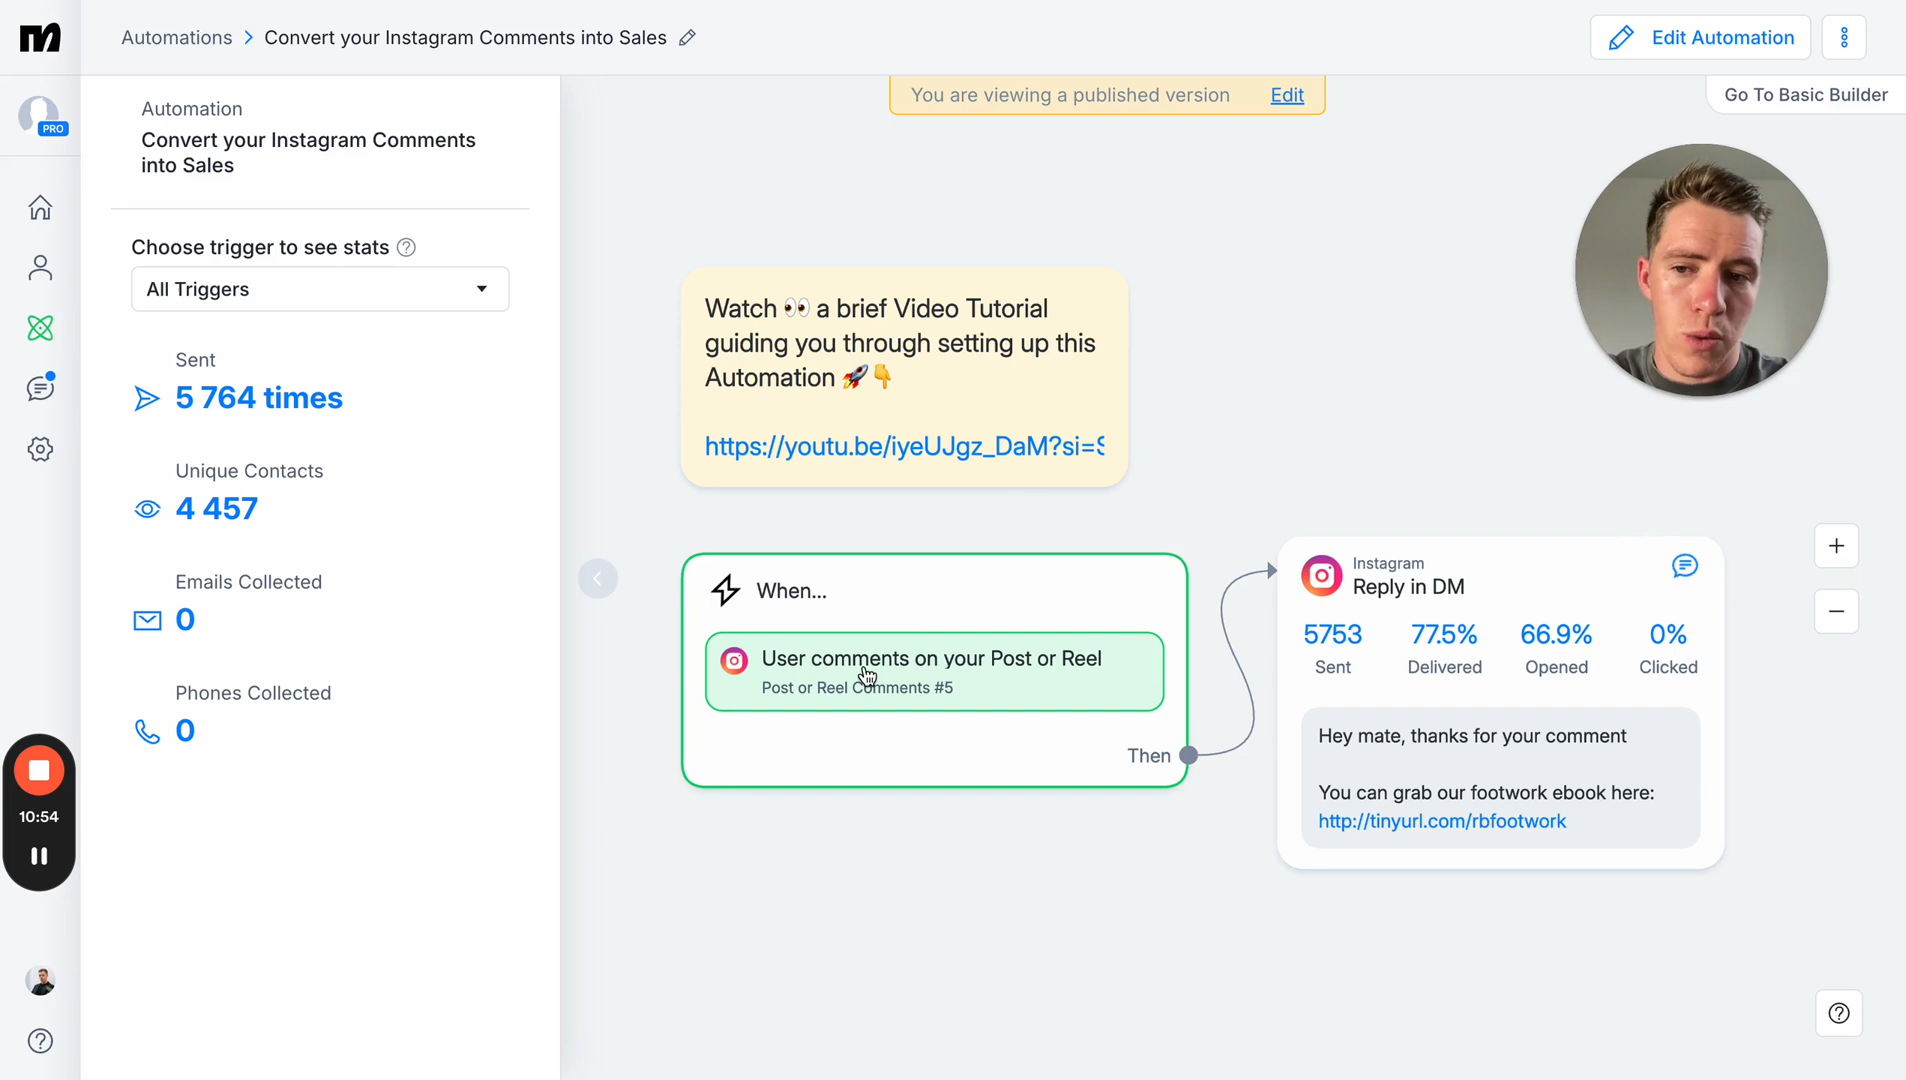 Automations > Convert your Instagram Comments into Sales
Edit Automation
PRO
Automation
Convert your Instagram Comments
into Sales
You are viewing a published version Edit
Go To Basic Builder
Choose trigger to see stats
All Triggers
Sent
5 764 times
Unique Contacts
4 457
Emails Collected
0
Phones Collected
0
10:54
Watch 👀 a brief Video Tutorial
guiding you through setting up this
Automation 🚀👇
https://youtu.be/iyeUJgz_DaM?si=
When...
User comments on your Post or Reel
Post or Reel Comments #5
Then
Instagram
Reply in DM
5753 77.5% 66.9% 0%
Sent Delivered Opened Clicked
Hey mate, thanks for your comment
You can grab our footwork ebook here:
http://tinyurl.com/rbfootwork